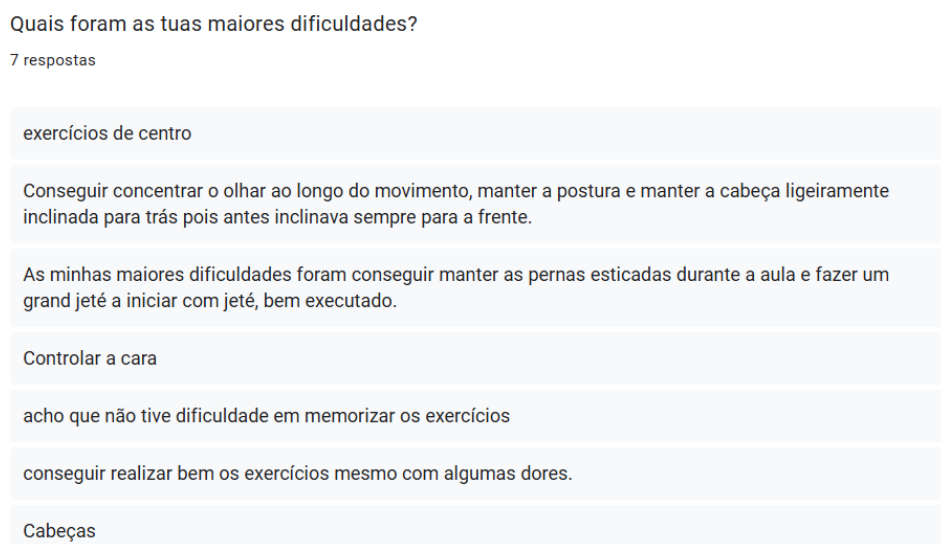 Quais foram as tuas maiores dificuldades?
7 respostas
exercícios de centro
Conseguir concentrar o olhar ao longo do movimento, manter a postura e manter a cabeça ligeiramente
inclinada para trás pois antes inclinava sempre para a frente.
As minhas maiores dificuldades foram conseguir manter as pernas esticadas durante a aula e fazer um
grand jeté a iniciar com jeté, bem executado.
Controlar a cara
acho que não tive dificuldade em memorizar os exercícios
conseguir realizar bem os exercícios mesmo com algumas dores.
Cabeças